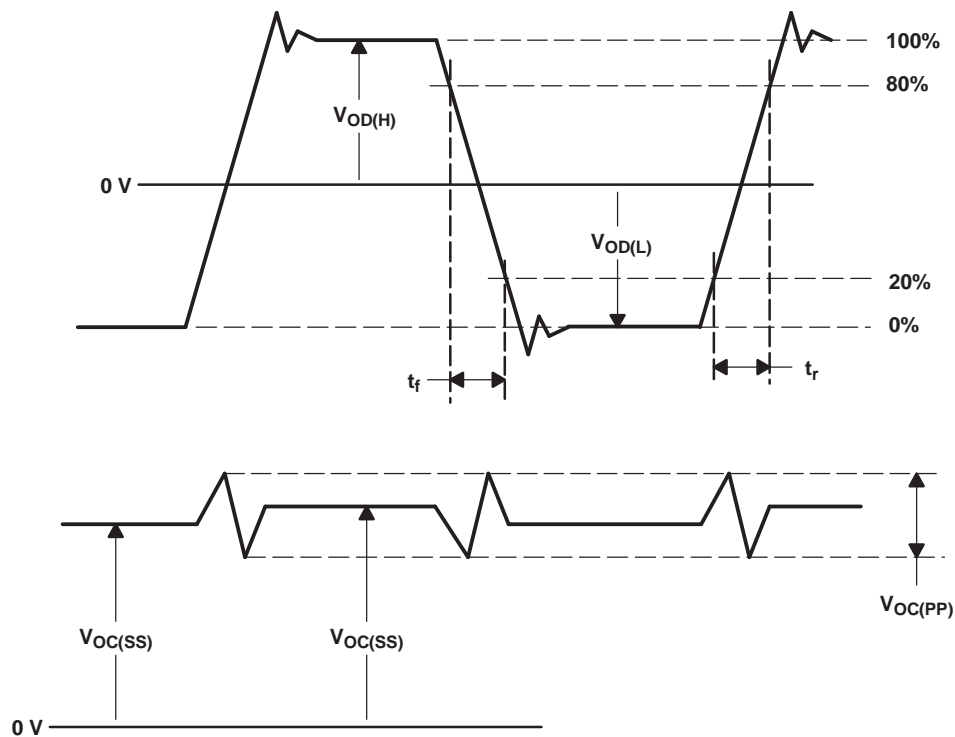 100%
80%
V_OD(H)
0 V
V_OD(L)
20%
0%
t_f
t_r
V_OC(PP)
V_OC(SS)
V_OC(SS)
0 V